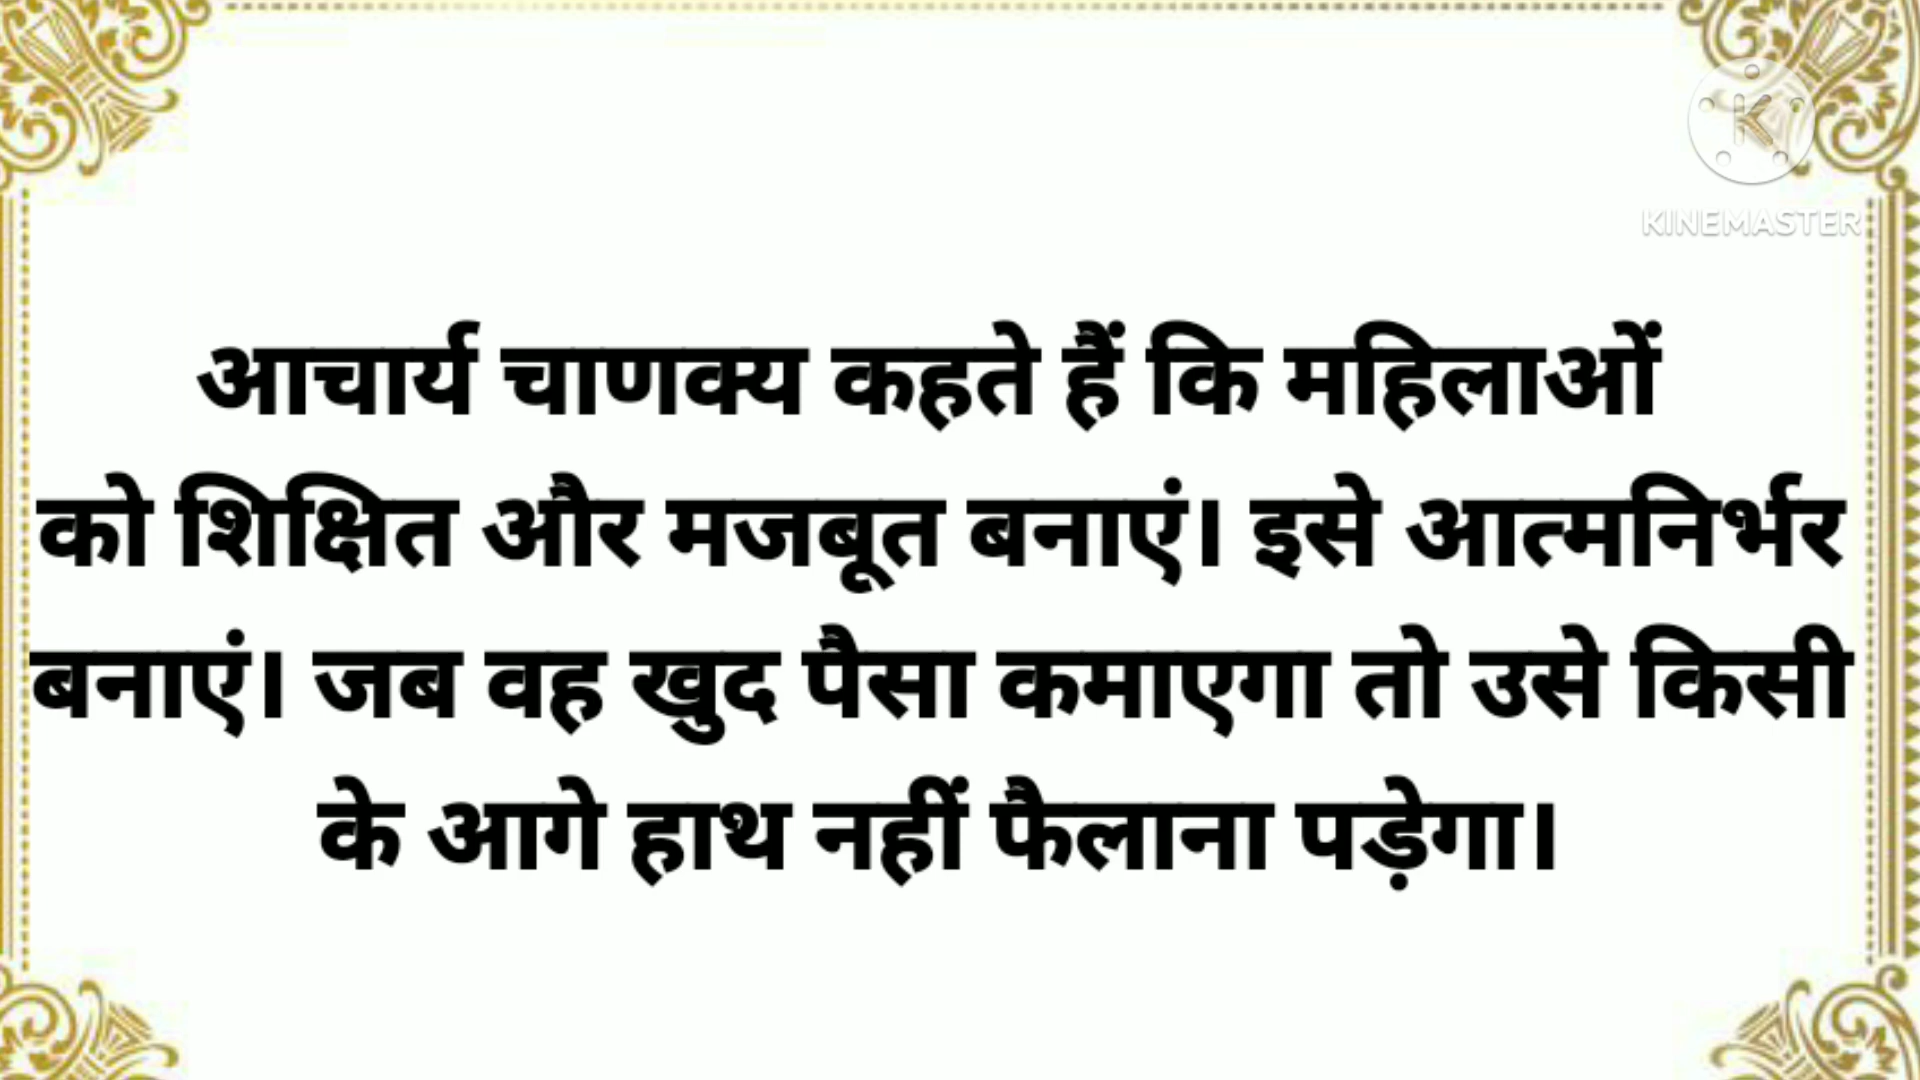 KINEMASTER
आचार्य चाणक्य कहते हैं कि महिलाओं
को शिक्षित और मजबूत बनाएं। इसे आत्मनिर्भर
बनाएं। जब वह खुद पैसा कमाएगा तो उसे किसी
के आगे हाथ नहीं फैलाना पड़ेगा।